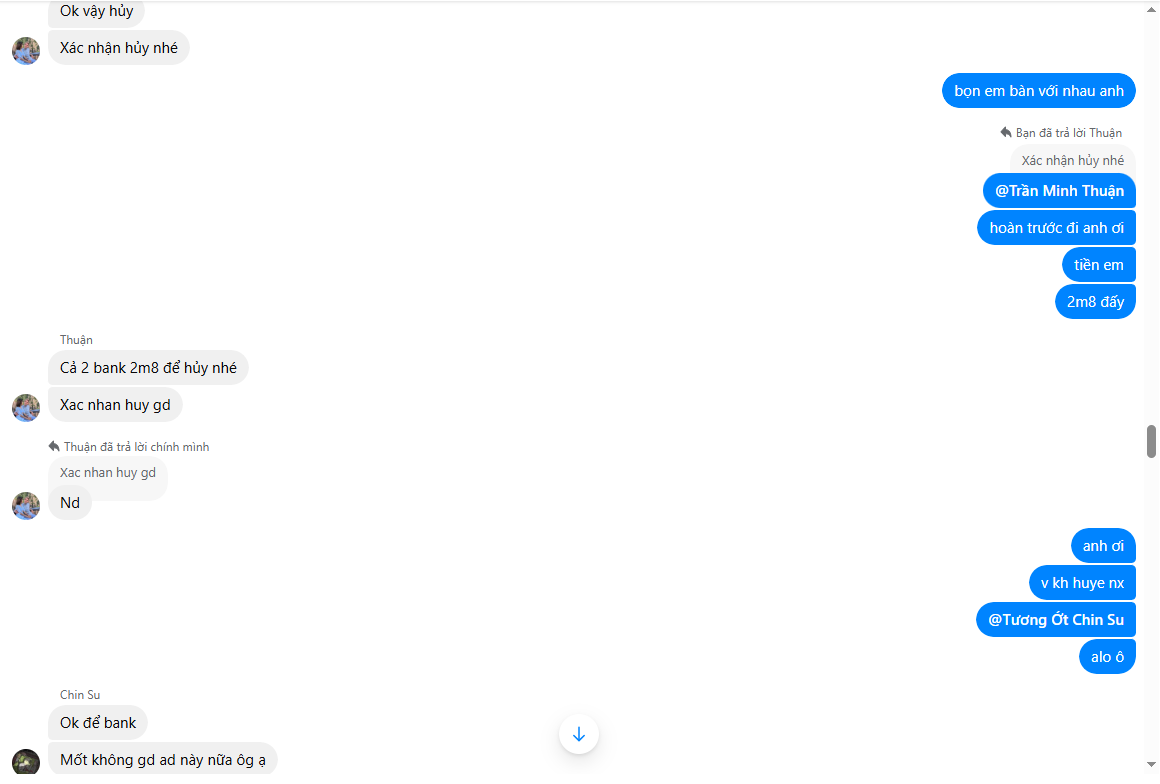 Ok vậy hủy
Xác nhận hủy nhé
bọn em bàn với nhau anh
Bạn đã trả lời Thuận
Xác nhận hủy nhé
@Trần Minh Thuận
hoàn trước đi anh ơi
tiền em
2m8 đấy
Thuận
Cả 2 bank 2m8 để hủy nhé
Xac nhan huy gd
Thuận đã trả lời chính mình
Xac nhan huy gd
Nd
anh ơi
v kh huye nx
@Tương Ớt Chin Su
alo ô
Chin Su
Ok để bank
Mốt không gd ad này nữa ôg ạ